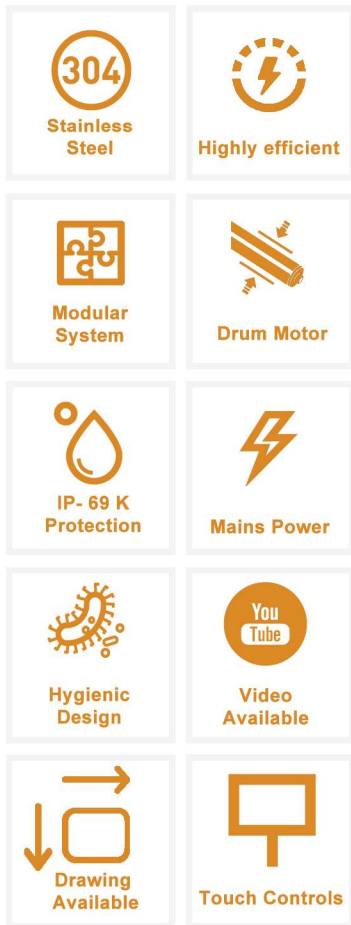 304
Stainless
Steel
Highly efficient
Modular
System
Drum Motor
IP- 69 K
Protection
Mains Power
Hygienic
Design
You
Tube
Video
Available
Drawing
Available
Touch Controls